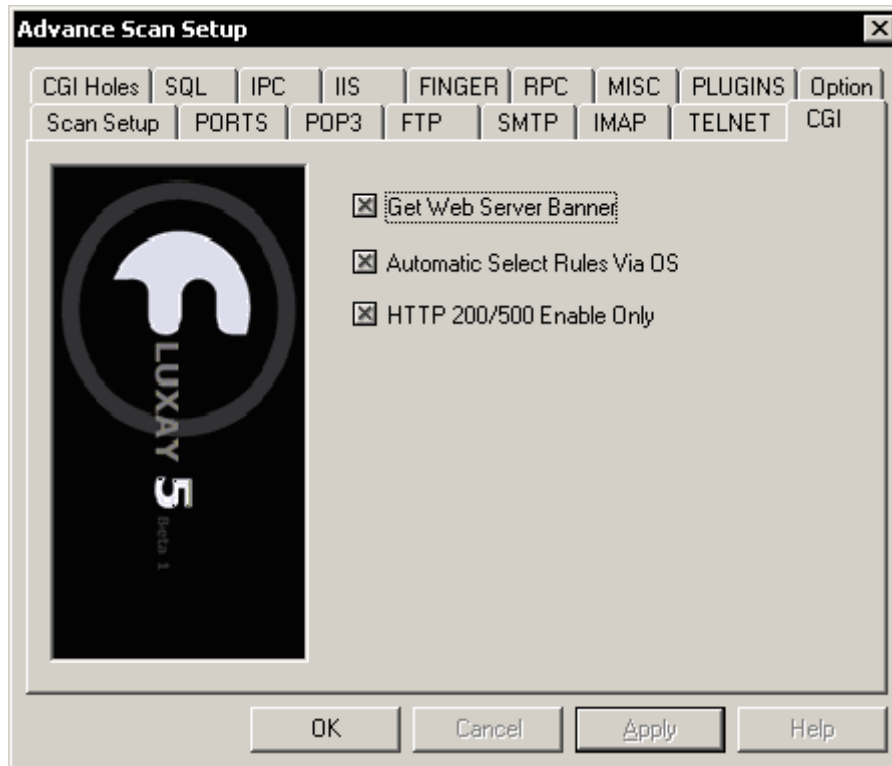 Advance Scan Setup
CGI Holes SQL IPC IIS FINGER RPC MISC PLUGINS Option
Scan Setup PORTS POP3 FTP SMTP IMAP TELNET CGI
Get Web Server Banner
Automatic Select Rules Via OS
HTTP 200/500 Enable Only
LUXAY 5 Beta 1
OK Cancel Apply Help